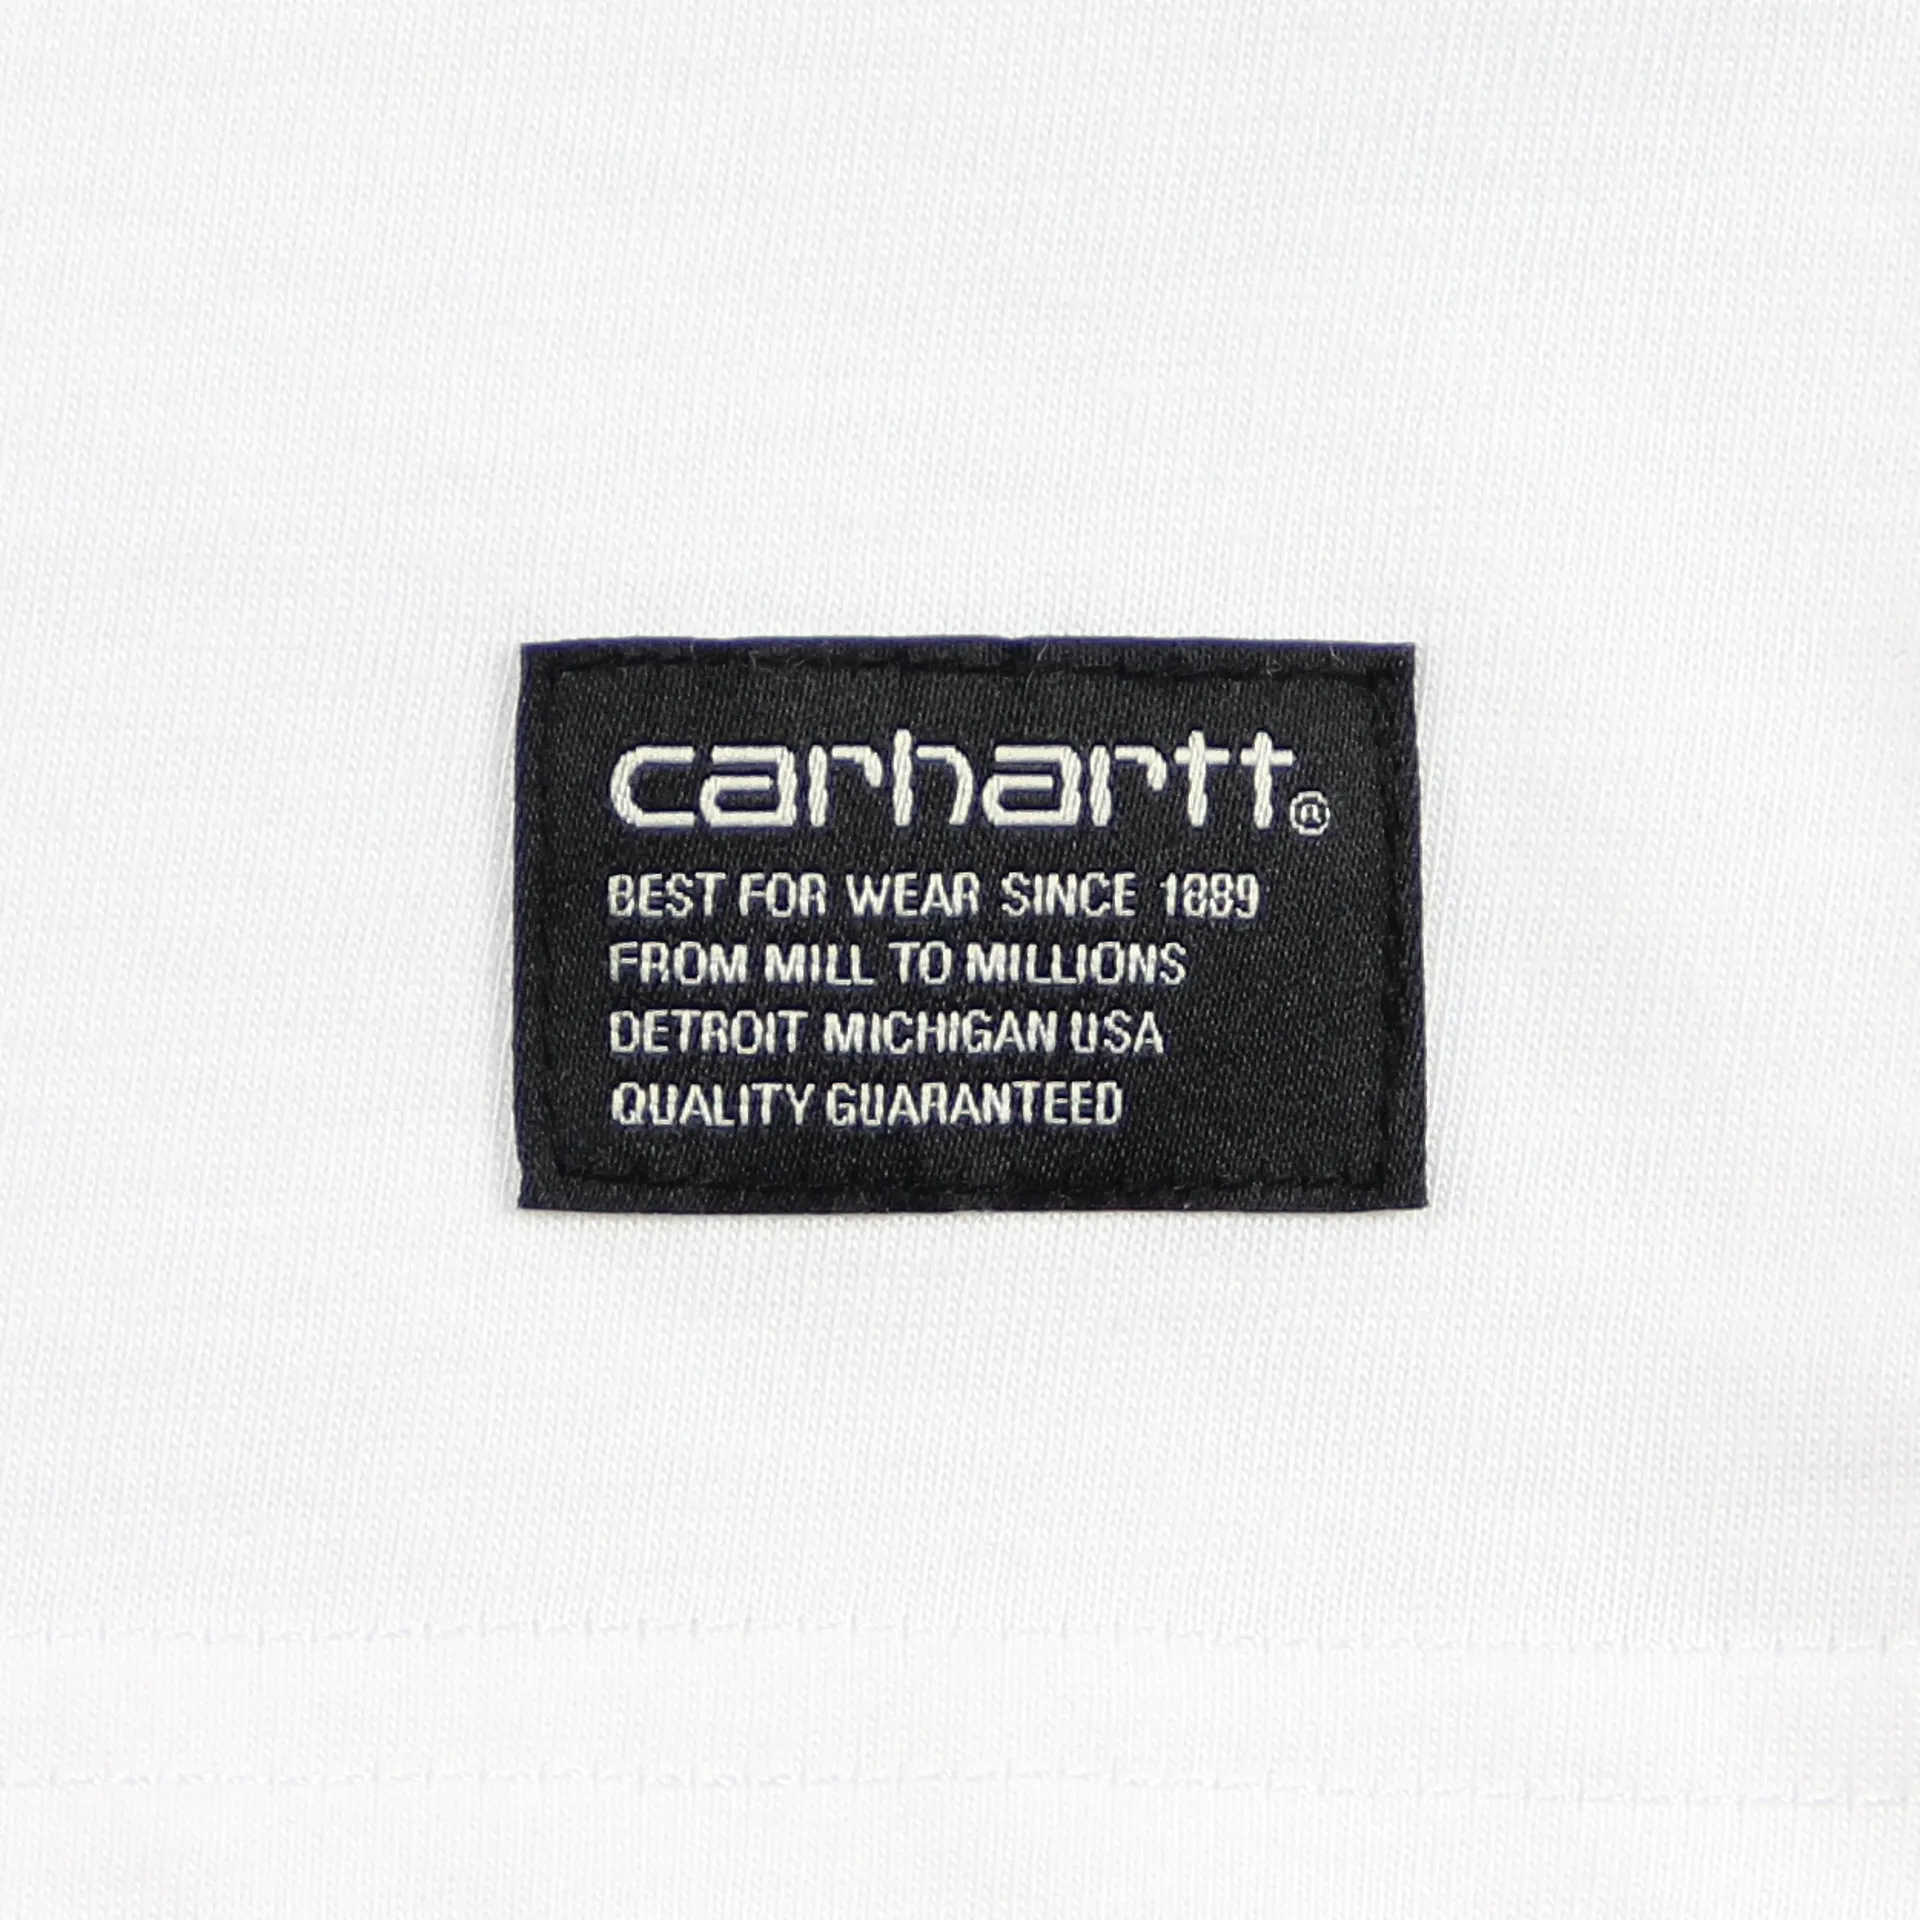 carhartt®
BEST FOR WEAR SINCE 1889
FROM MILL TO MILLIONS
DETROIT MICHIGAN USA
QUALITY GUARANTEED